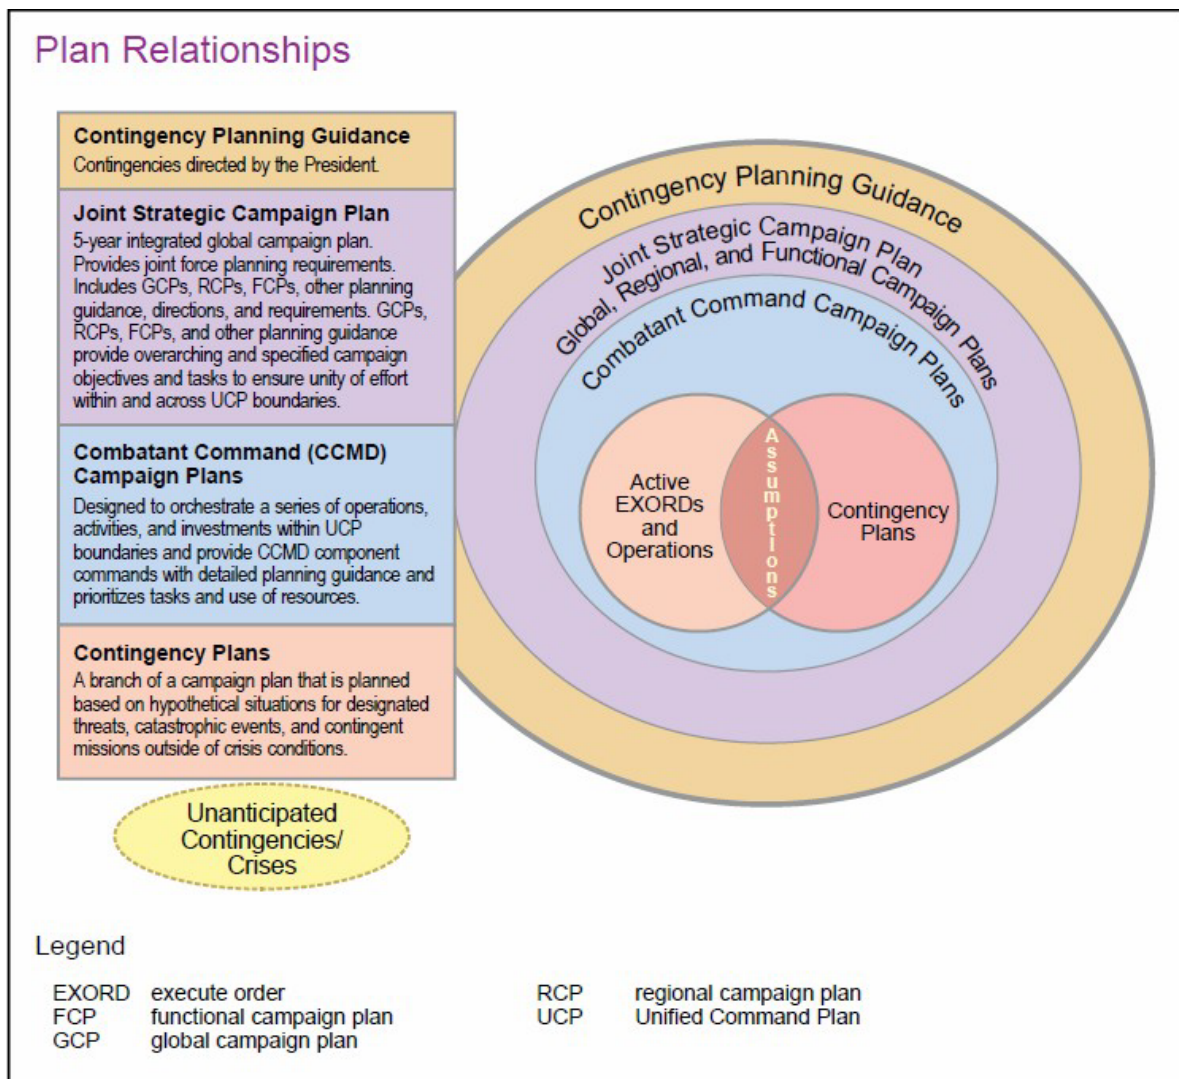 Plan Relationships
Contingency Planning Guidance
Contingencies directed by the President.
Joint Strategic Campaign Plan
5-year integrated global campaign plan.
Provides joint force planning requirements.
Includes GCPs, RCPs, FCPs, other planning
guidance, directions, and requirements. GCPs,
RCPs, FCPs, and other planning guidance
provide overarching and specified campaign
objectives and tasks to ensure unity of effort
within and across UCP boundaries.
Combatant Command (CCMD)
Campaign Plans
Designed to orchestrate a series of operations,
activities, and investments within UCP
boundaries and provide CCMD component
commands with detailed planning guidance and
prioritizes tasks and use of resources.
Contingency Plans
A branch of a campaign plan that is planned
based on hypothetical situations for designated
threats, catastrophic events, and contingent
missions outside of crisis conditions.
Unanticipated
Contingencies/
Crises
Contingency Planning Guidance
Joint Strategic Campaign Plan
Global, Regional, and Functional Campaign Plans
Combatant Command Campaign Plans
Active
EXORDs
and
Operations
Assumptions
Contingency
Plans
Legend
EXORD execute order
FCP functional campaign plan
GCP global campaign plan
RCP regional campaign plan
UCP Unified Command Plan